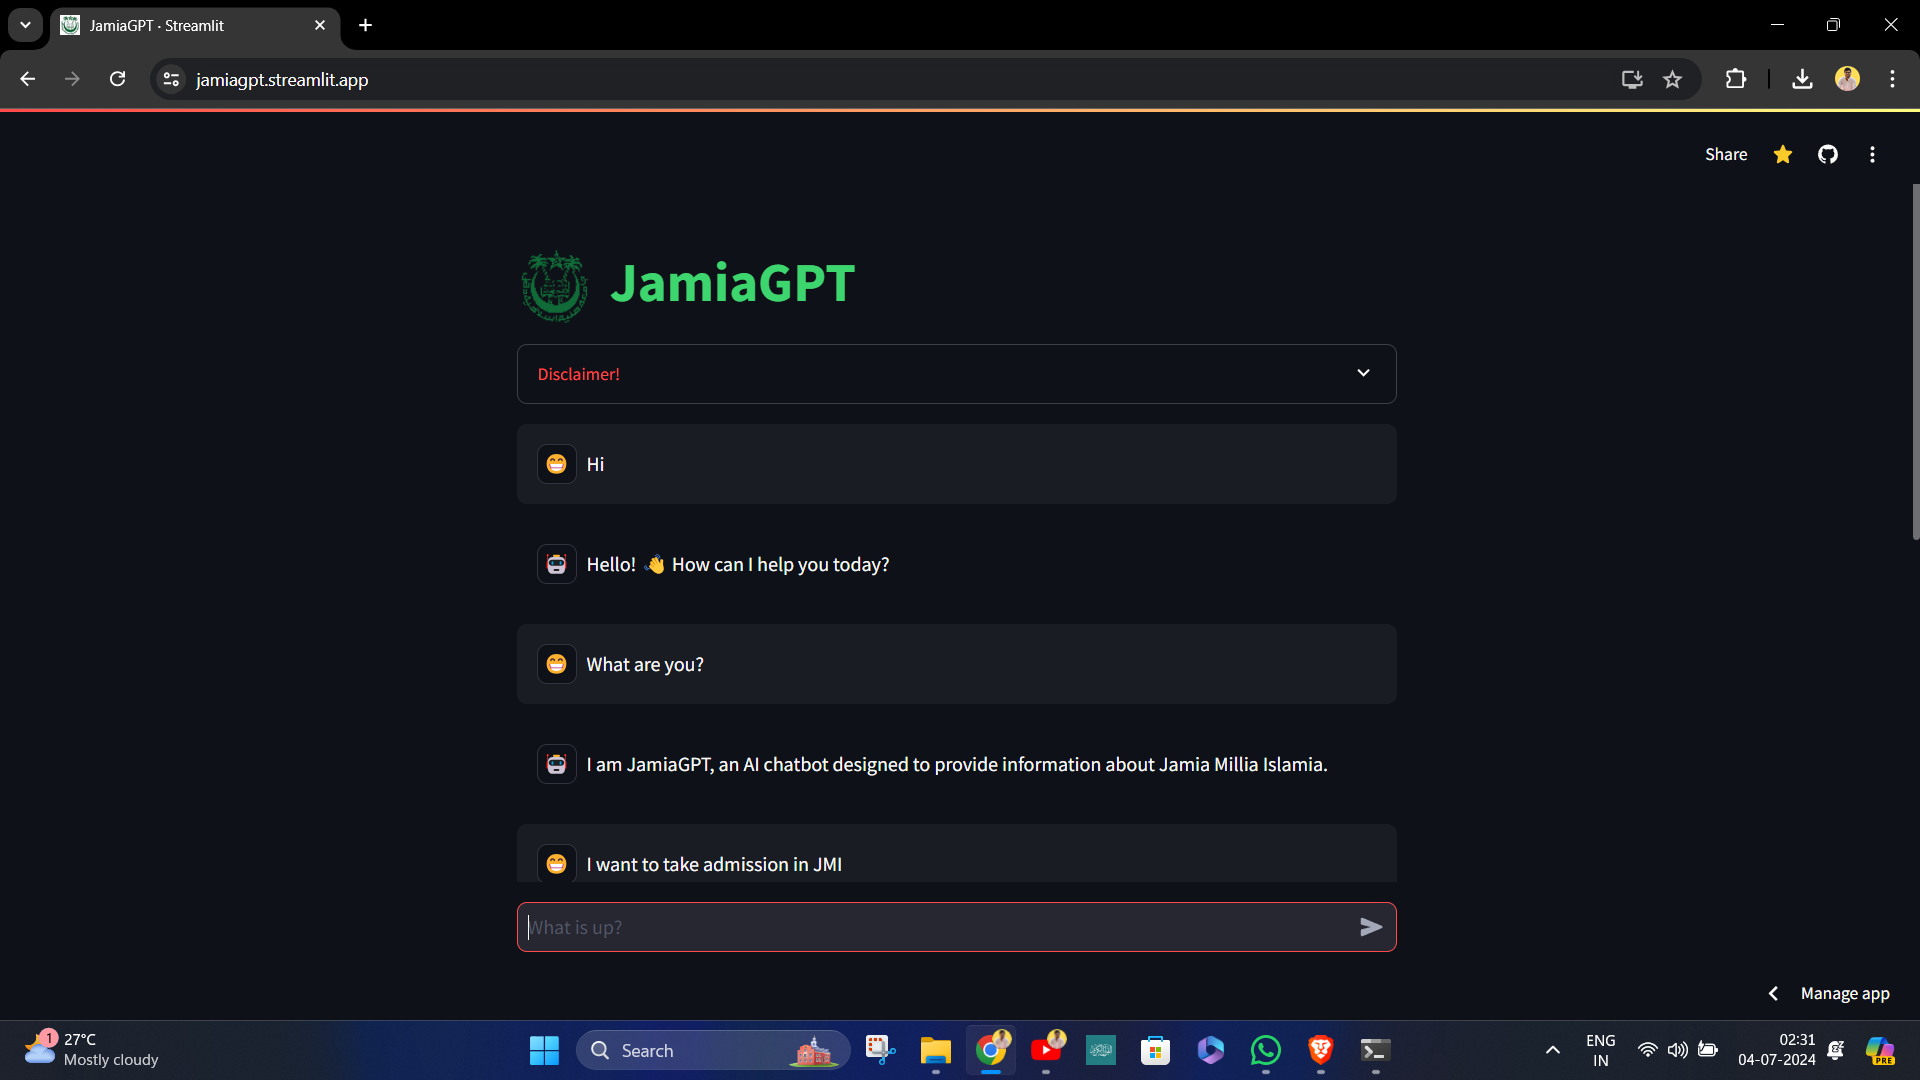 JamiaGPT · Streamlit
jamiagpt.streamlit.app
Share
JamiaGPT
Disclaimer!
Hi
Hello! 👋 How can I help you today?
What are you?
I am JamiaGPT, an AI chatbot designed to provide information about Jamia Millia Islamia.
I want to take admission in JMI
What is up?
Manage app
1
27°C
Mostly cloudy
Search
ENG
IN
02:31
04-07-2024
PRE